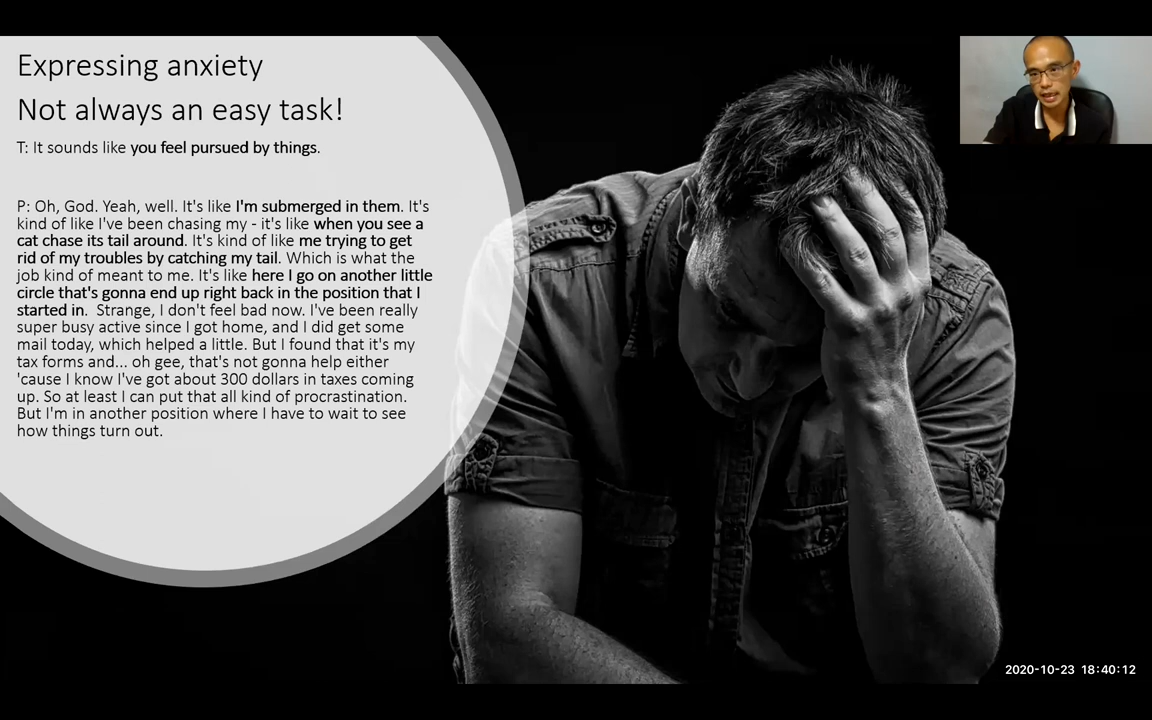 Expressing anxiety
Not always an easy task!
T: It sounds like you feel pursued by things.
P: Oh, God. Yeah, well. It's like I'm submerged in them. It's
kind of like I've been chasing my - it's like when you see a
cat chase its tail around. It's kind of like me trying to get
rid of my troubles by catching my tail. Which is what the
job kind of meant to me. It's like here I go on another little
circle that's gonna end up right back in the position that I
started in. Strange, I don't feel bad now. I've been really
super busy active since I got home, and I did get some
mail today, which helped a little. But I found that it's my
tax forms and... oh gee, that's not gonna help either
'cause I know I've got about 300 dollars in taxes coming
up. So at least I can put that all kind of procrastination.
But I'm in another position where I have to wait to see
how things turn out.
2020-10-23 18:40:12